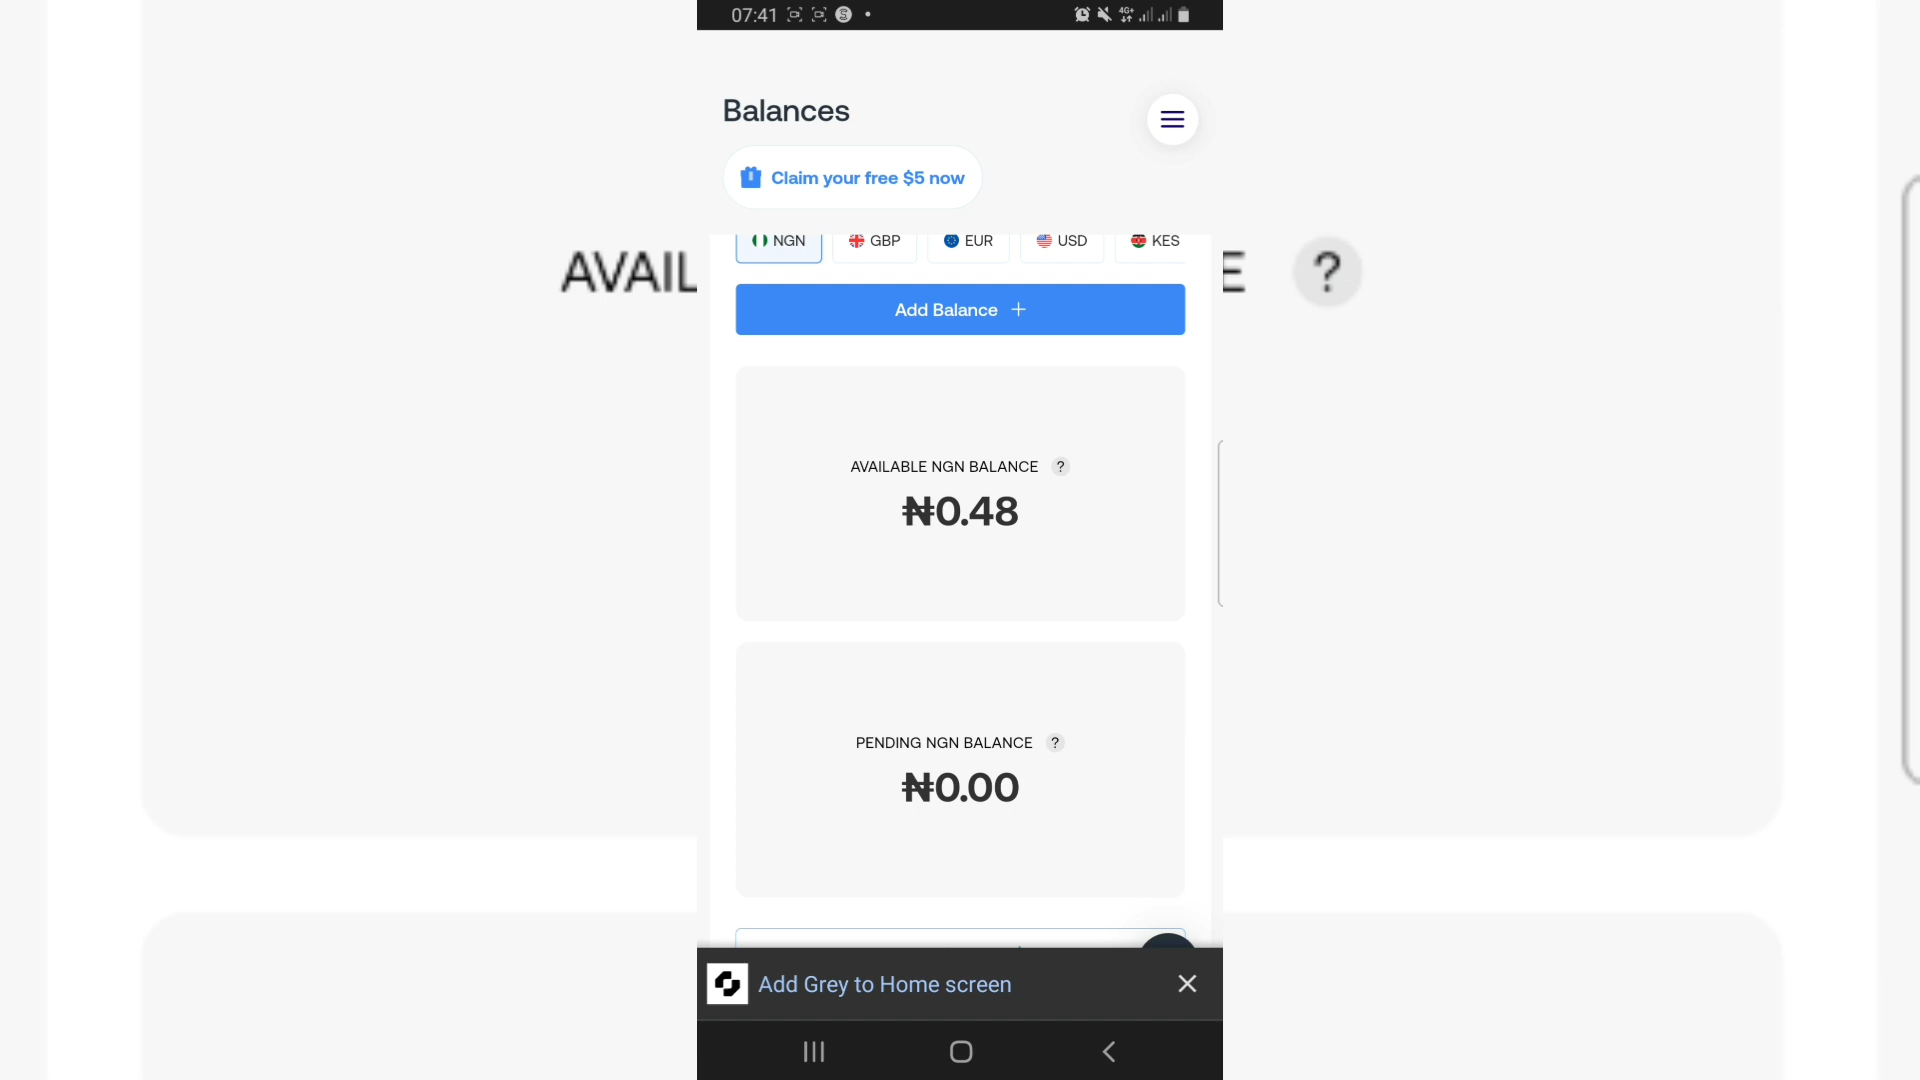 07:41
4G+
Balances
Claim your free $5 now
NGN GBP EUR USD KES
AVAIL
E ?
Add Balance +
AVAILABLE NGN BALANCE ?
₦0.48
PENDING NGN BALANCE ?
₦0.00
Add Grey to Home screen